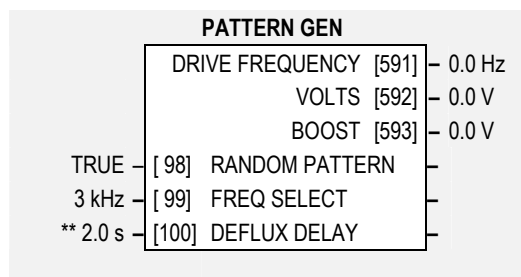 PATTERN GEN
DRIVE FREQUENCY [591] – 0.0 Hz
VOLTS [592] – 0.0 V
BOOST [593] – 0.0 V
TRUE – [ 98] RANDOM PATTERN –
3 kHz – [ 99] FREQ SELECT –
** 2.0 s – [100] DEFLUX DELAY –